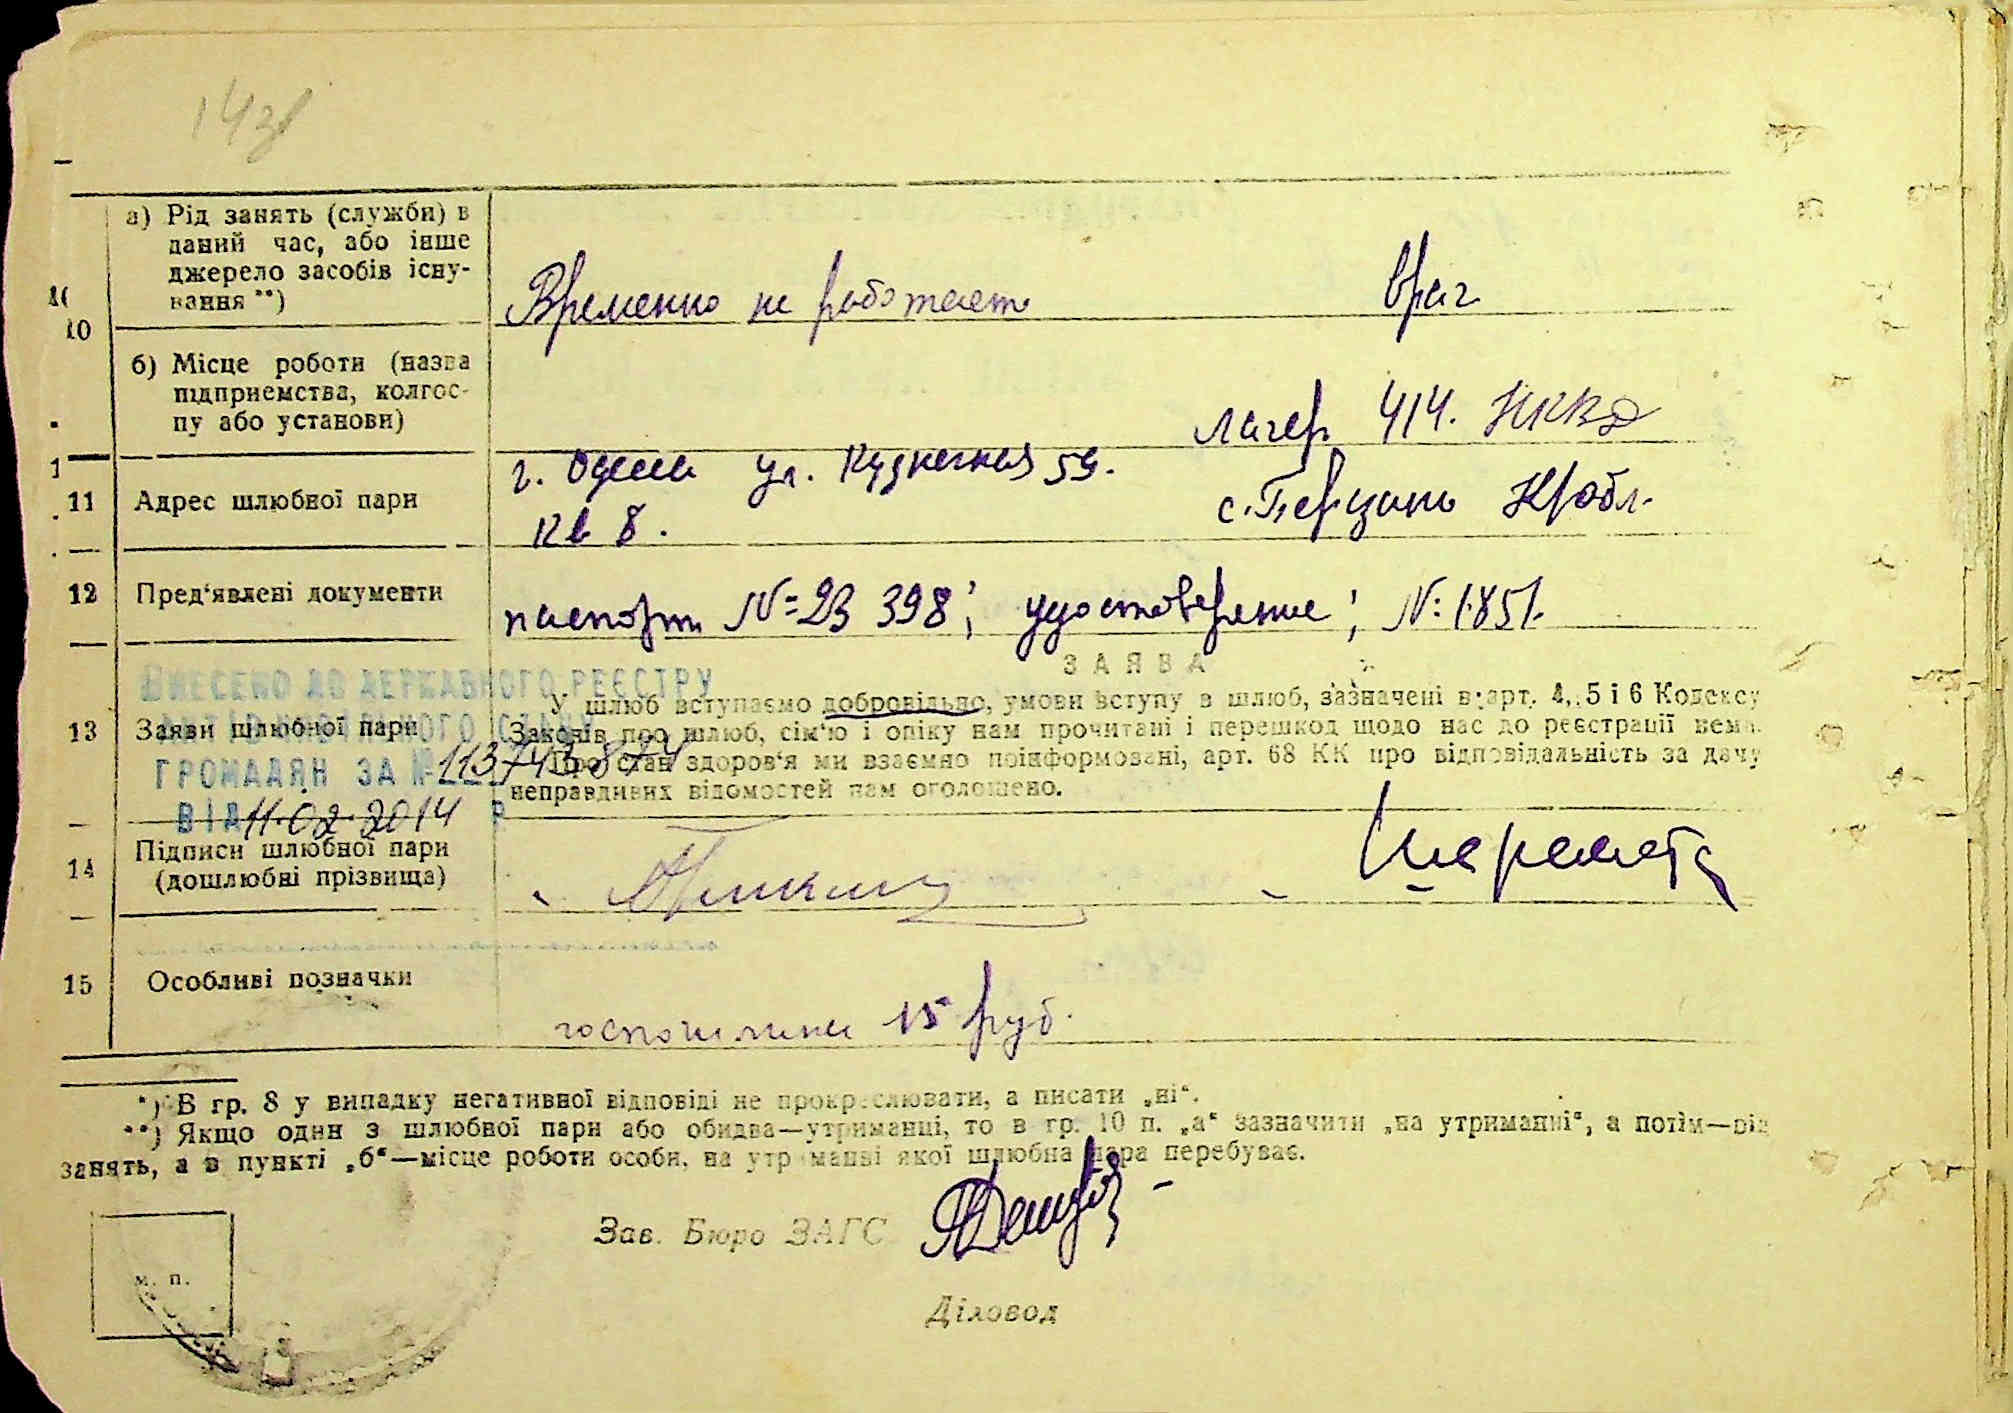 143
а) Рід занять (служби) в
даний час, або інше
джерело засобів існу-
вання **)
10
Временно не работает
врач
б) Місце роботи (назва
підприємства, колгос-
пу або установи)
Лагер 414. НКВД
11 Адрес шлюбної пари
г. Одесса ул. Кузнечная 59.
кв 8.
с. Обл.
12 Пред‘явлені документи
паспорт №=23 398; удостоверение; №: 1851.
ВНЕСЕНО ДО ДЕРЖАВНОГО РЕЄСТРУ
ГРОМАДЯН ЗА №
ВІД 11.02.2014 р
ЗАЯВА
13 Заяви шлюбної пари
У шлюб вступаємо добровільно, умови вступу в шлюб, зазначені в арт. 4, 5 і 6 Кодексу
Законів про шлюб, сім‘ю і опіку нам прочитані і перешкод щодо нас до реєстрації нема.
Про стан здоров‘я ми взаємно поінформовані, арт. 68 КК про відповідальність за дачу
неправдивих відомостей нам оголошено.
14 Підписи шлюбної пари
(дошлюбні прізвища)
Шеремета
15 Особливі позначки
госпошлина 15 руб.
*) В гр. 8 у випадку негативної відповіді не прокреслювати, а писати „ні“.
**) Якщо один з шлюбної пари або обидва—утриманці, то в гр. 10 п. „а“ зазначити „на утриманні“, а потім—рід
занять, а в пункті „б“—місце роботи особи, на утриманні якої шлюбна пара перебуває.
Зав. Бюро ЗАГС
м. п.
Діловод